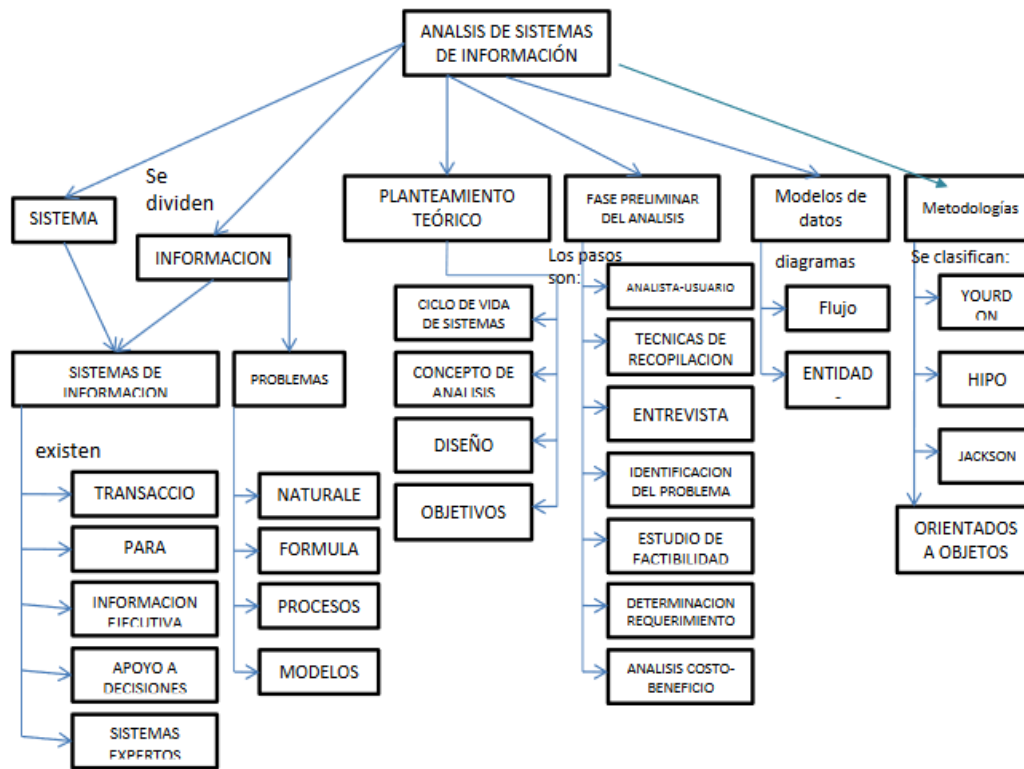 ANALSIS DE SISTEMAS
DE INFORMACIÓN
Se
dividen
SISTEMA
INFORMACION
PLANTEAMIENTO
TEÓRICO
FASE PRELIMINAR
DEL ANALISIS
Modelos de
datos
Metodologías
SISTEMAS DE
INFORMACION
PROBLEMAS
existen
TRANSACCIO
PARA
INFORMACION
EJECUTIVA
APOYO A
DECISIONES
SISTEMAS
EXPERTOS
NATURALE
FORMULA
PROCESOS
MODELOS
CICLO DE VIDA
DE SISTEMAS
CONCEPTO DE
ANALISIS
DISEÑO
OBJETIVOS
Los pasos
son:
ANALISTA-USUARIO
TECNICAS DE
RECOPILACION
ENTREVISTA
IDENTIFICACION
DEL PROBLEMA
ESTUDIO DE
FACTIBILIDAD
DETERMINACION
REQUERIMIENTO
ANALISIS COSTO-
BENEFICIO
diagramas
Flujo
ENTIDAD
-
Se clasifican:
YOURD
ON
HIPO
JACKSON
ORIENTADOS
A OBJETOS